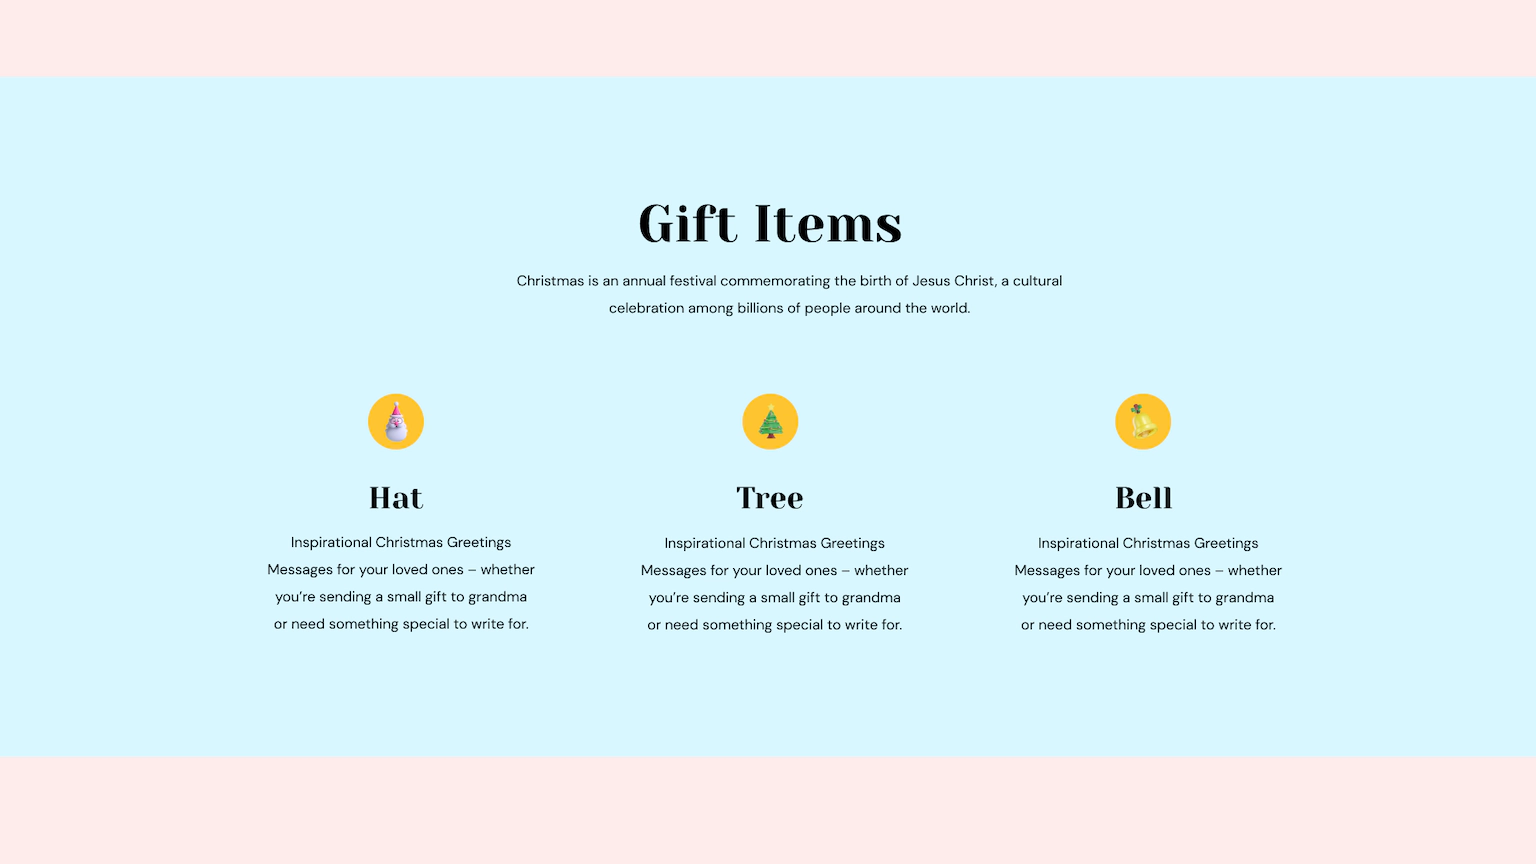 Gift Items
Christmas is an annual festival commemorating the birth of Jesus Christ, a cultural
celebration among billions of people around the world.
Hat
Inspirational Christmas Greetings
Messages for your loved ones – whether
you’re sending a small gift to grandma
or need something special to write for.
Tree
Inspirational Christmas Greetings
Messages for your loved ones – whether
you’re sending a small gift to grandma
or need something special to write for.
Bell
Inspirational Christmas Greetings
Messages for your loved ones – whether
you’re sending a small gift to grandma
or need something special to write for.